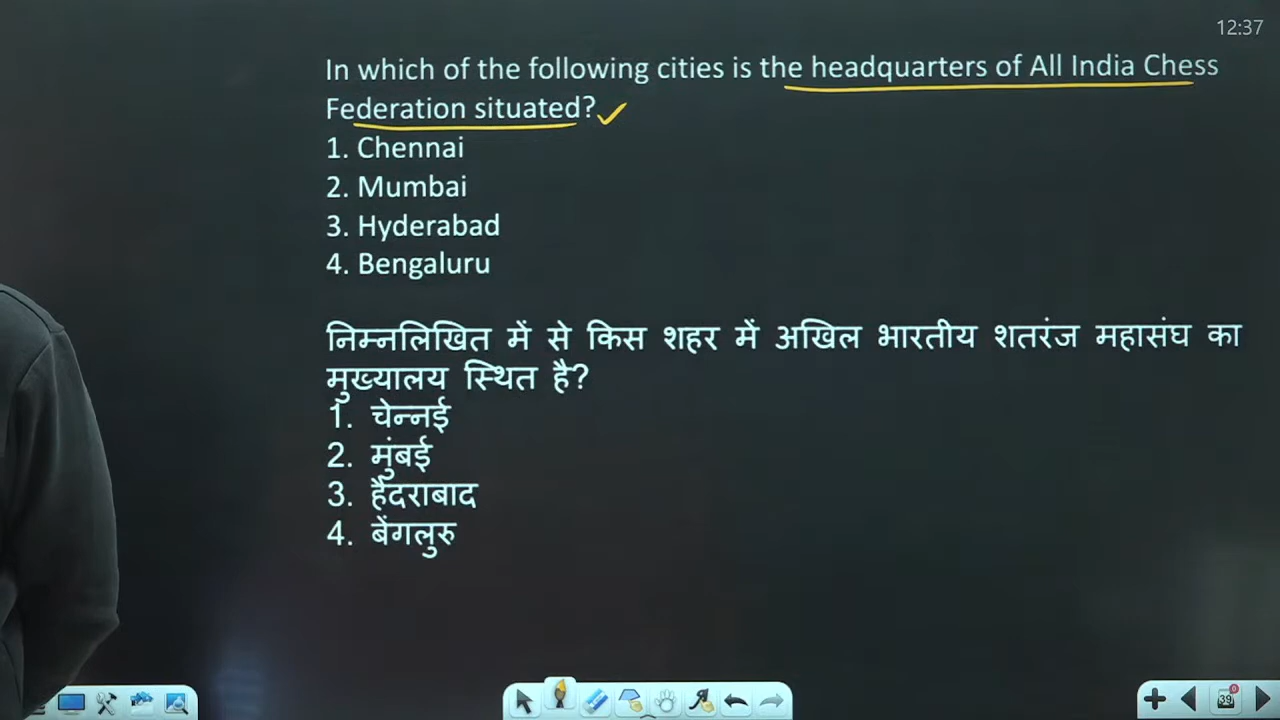 12:37
In which of the following cities is the headquarters of All India Chess
Federation situated?
1. Chennai
2. Mumbai
3. Hyderabad
4. Bengaluru
निम्नलिखित में से किस शहर में अखिल भारतीय शतरंज महासंघ का
मुख्यालय स्थित है?
1. चेन्नई
2. मुंबई
3. हैदराबाद
4. बेंगलुरु
39